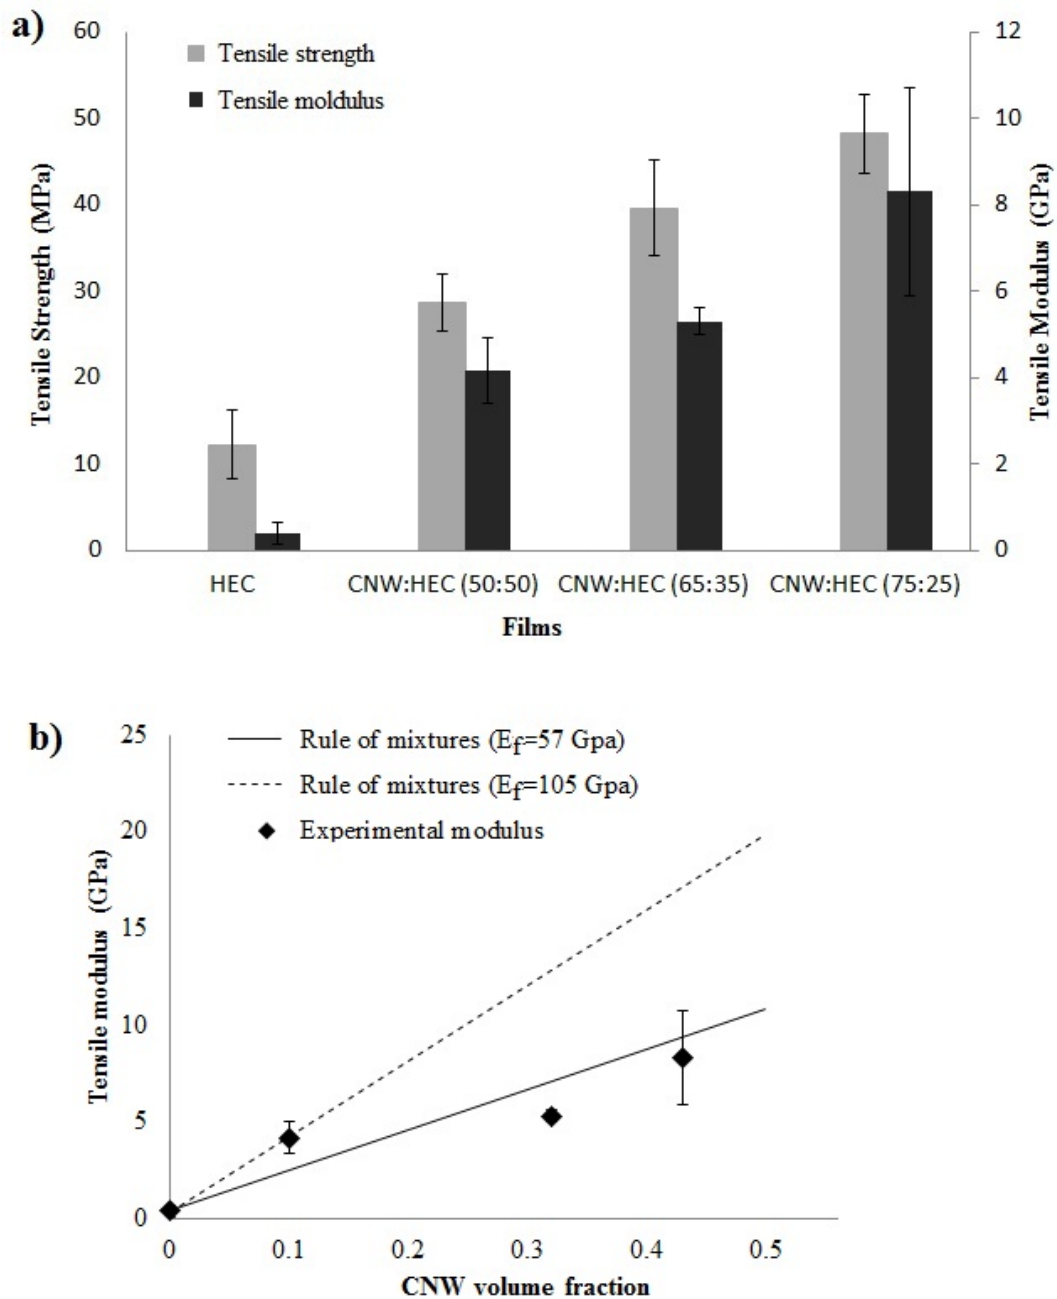 a)
60
50
40
30
20
10
0
Tensile Strength (MPa)
Tensile strength
Tensile moldulus
12
10
8
6
4
2
0
Tensile Modulus (GPa)
HEC
CNW:HEC (50:50)
CNW:HEC (65:35)
CNW:HEC (75:25)
Films
b)
25
20
15
10
5
0
Tensile modulus (GPa)
Rule of mixtures (Ef=57 Gpa)
Rule of mixtures (Ef=105 Gpa)
Experimental modulus
0
0.1
0.2
0.3
0.4
0.5
CNW volume fraction